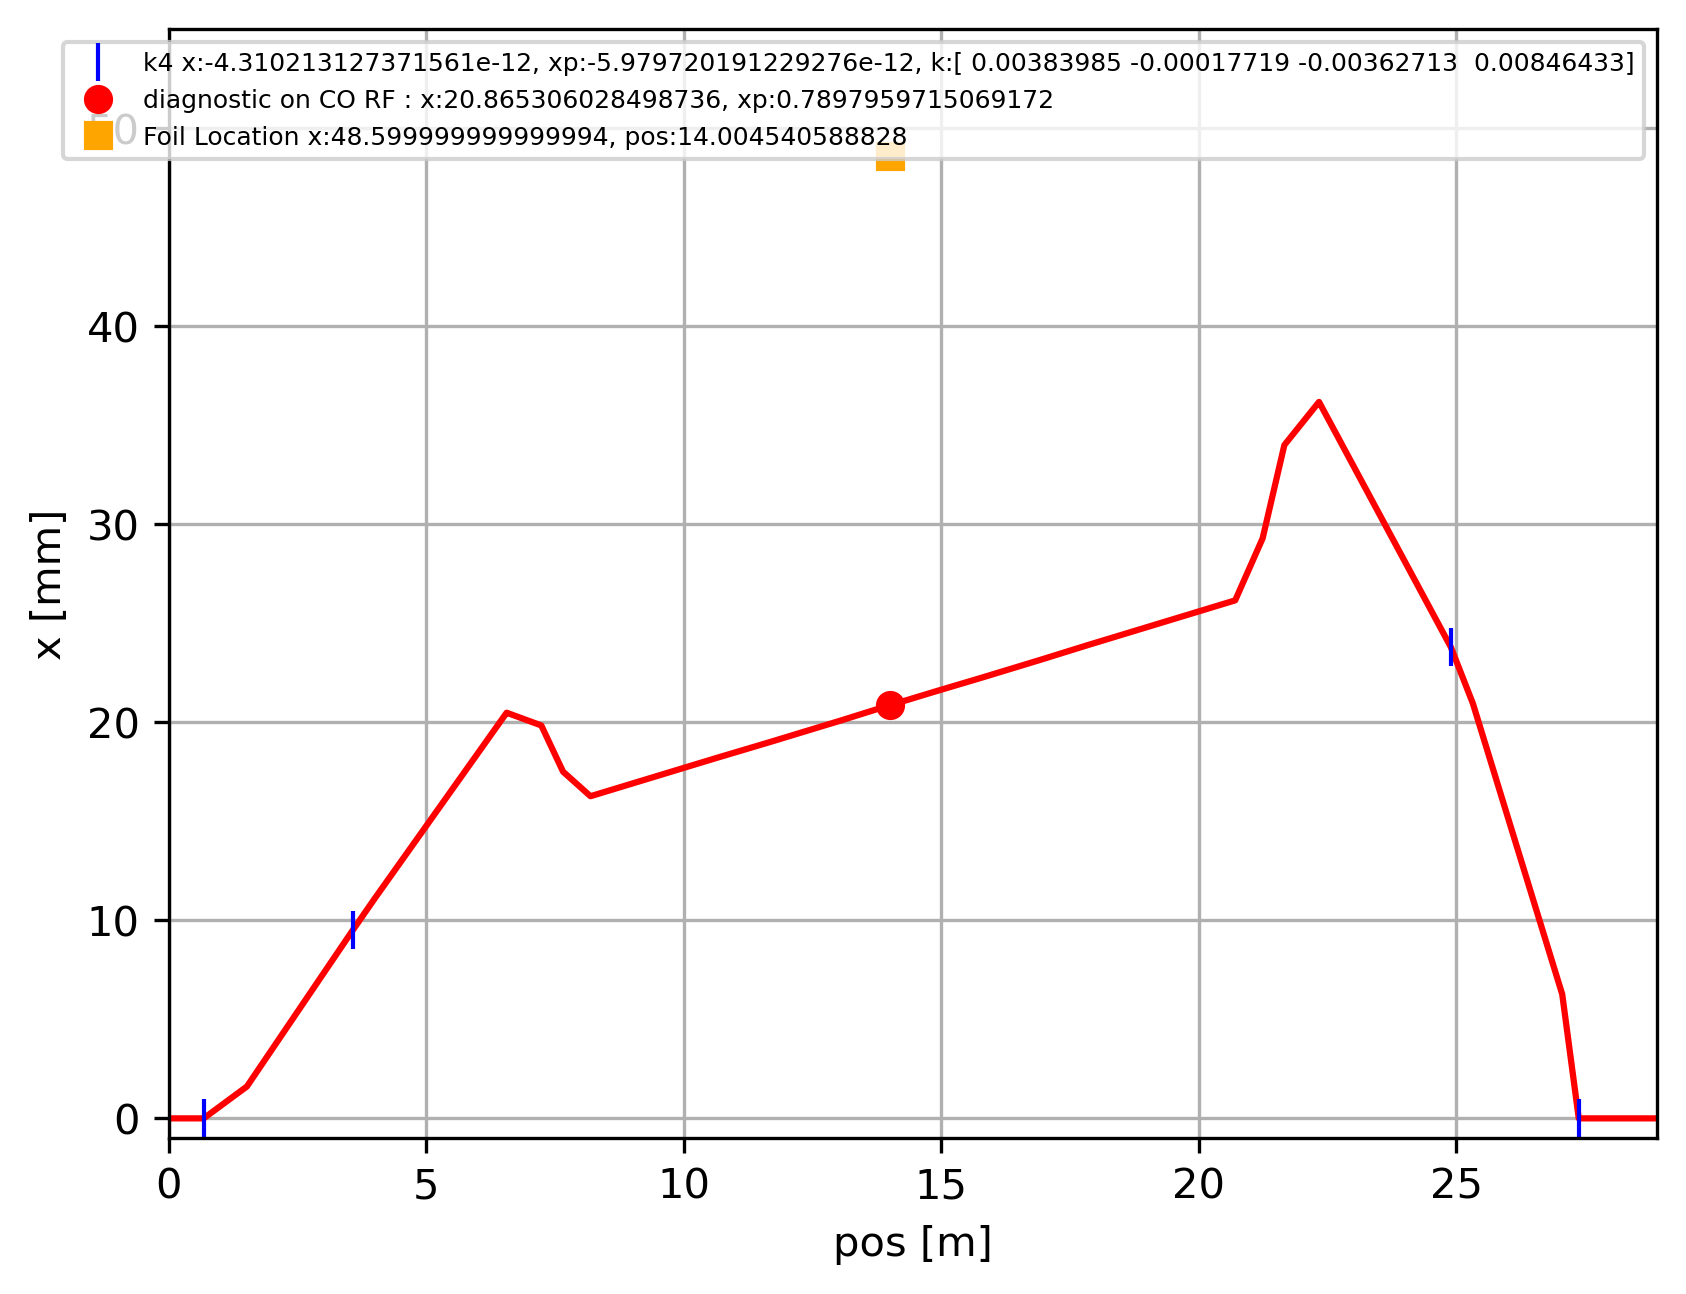 k4 x:-4.310213127371561e-12, xp:-5.979720191229276e-12, k:[ 0.00383985 -0.00017719 -0.00362713  0.00846433]
diagnostic on CO RF : x:20.865306028498736, xp:0.7897959715069172
Foil Location x:48.599999999999994, pos:14.004540588828
50
40
30
20
10
0
x [mm]
0 5 10 15 20 25
pos [m]